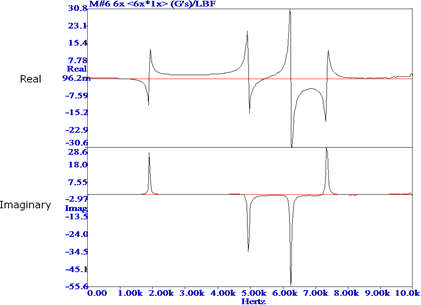 M#6 6x <6x*1x> (G's)/LBF
30.8
23.1
15.4
7.78
Real
Real
96.2m
-7.59
-15.2
-22.9
-30.6
28.6
18.0
7.55
-2.97
Imaginary
Imag
-13.5
-24.0
-34.5
-45.1
-55.6
0.00 1.00k 2.00k 3.00k 4.00k 5.00k 6.00k 7.00k 8.00k 9.00k 10.0k
Hertz